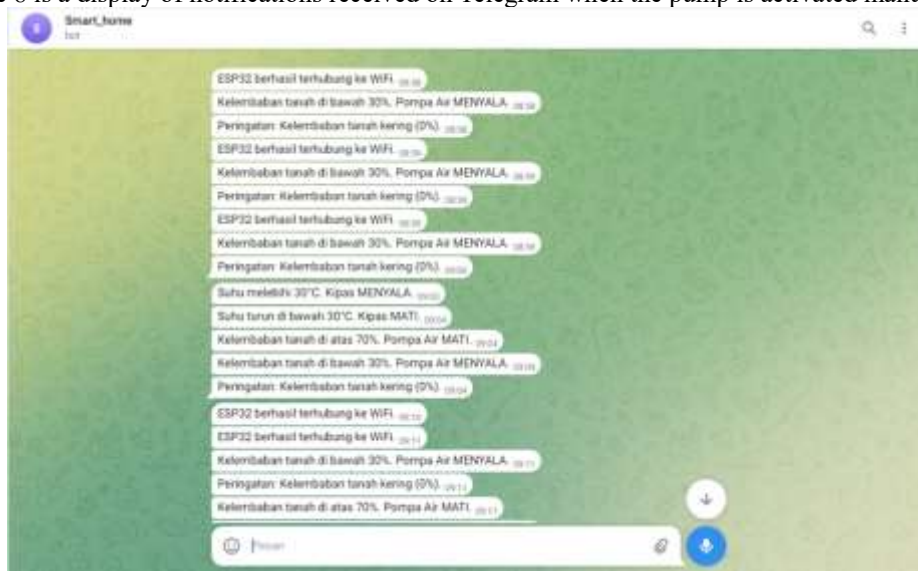 is a display of notifications received on Telegram when the pump is activated
S
Smart_home
bot
ESP32 berhasil terhubung ke WiFi.
Kelembaban tanah di bawah 30%. Pompa Air MENYALA.
Peringatan: Kelembaban tanah kering (0%).
ESP32 berhasil terhubung ke WiFi.
Kelembaban tanah di bawah 30%. Pompa Air MENYALA.
Peringatan: Kelembaban tanah kering (0%).
ESP32 berhasil terhubung ke WiFi.
Kelembaban tanah di bawah 30%. Pompa Air MENYALA.
Peringatan: Kelembaban tanah kering (0%).
Suhu melebihi 30°C. Kipas MENYALA.
Suhu turun di bawah 30°C. Kipas MATI.
Kelembaban tanah di atas 70%. Pompa Air MATI.
Kelembaban tanah di bawah 30%. Pompa Air MENYALA.
Peringatan: Kelembaban tanah kering (0%).
ESP32 berhasil terhubung ke WiFi.
ESP32 berhasil terhubung ke WiFi.
Kelembaban tanah di bawah 30%. Pompa Air MENYALA.
Peringatan: Kelembaban tanah kering (0%).
Kelembaban tanah di atas 70%. Pompa Air MATI.
Pesan